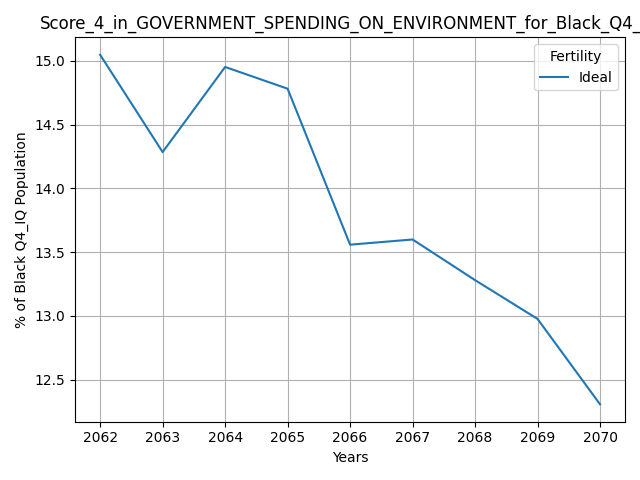 Score_4_in_GOVERNMENT_SPENDING_ON_ENVIRONMENT_for_Black_Q4_
Fertility
Ideal
% of Black Q4_IQ Population
15.0
14.5
14.0
13.5
13.0
12.5
2062 2063 2064 2065 2066 2067 2068 2069 2070
Years